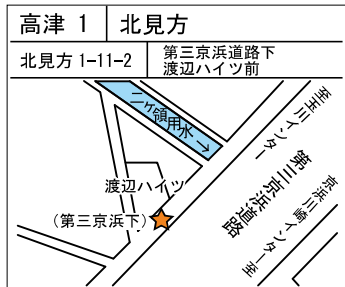 高津 1
北見方
北見方 1-11-2
第三京浜道路下
渡辺ハイツ前
二ヶ領用水→
至玉川インター
第三京浜道路
京浜川崎インター至
渡辺ハイツ
(第三京浜下)